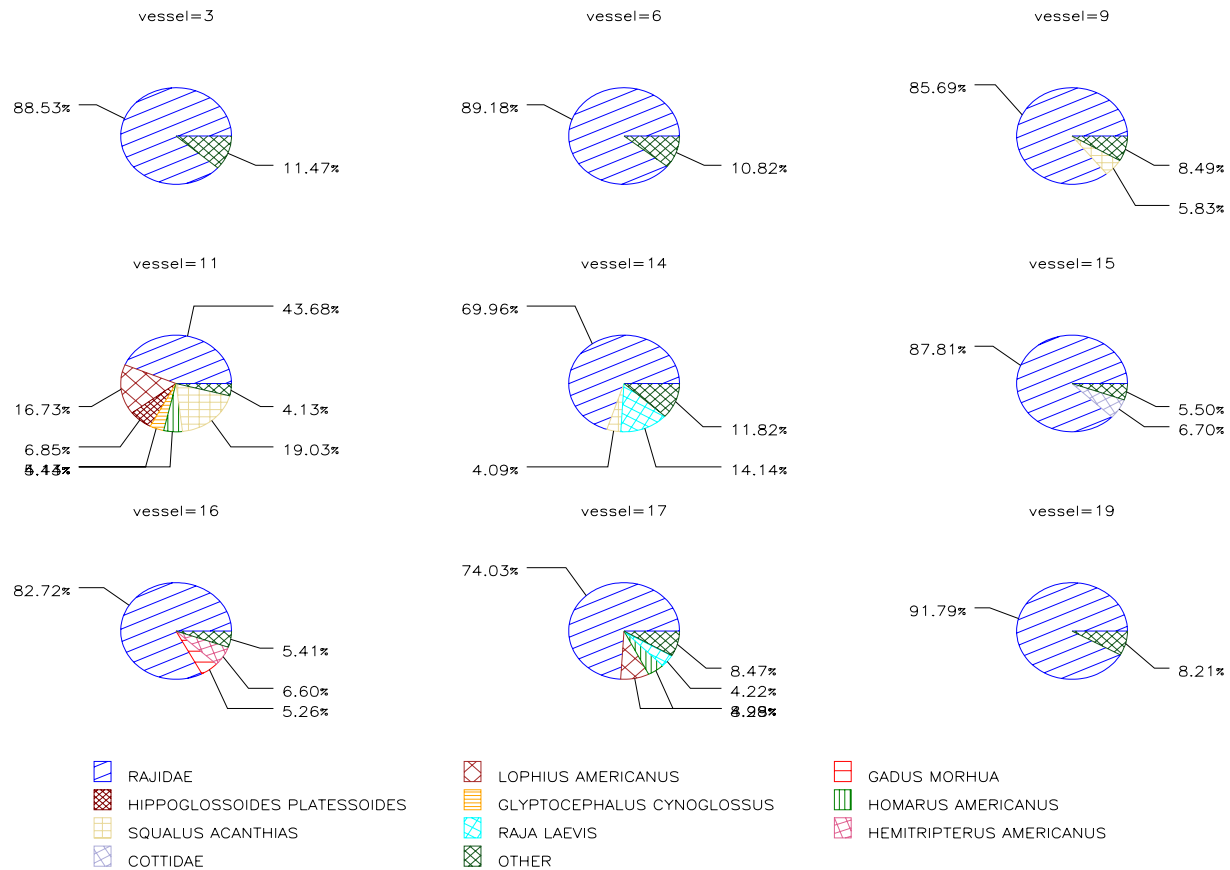 vessel=3 vessel=6 vessel=9
88.53% 89.18% 85.69%
11.47% 10.82% 8.49%
5.83%
vessel=11 vessel=14 vessel=15
43.68% 69.96% 87.81%
16.73% 4.13% 11.82% 5.50%
6.85% 19.03% 4.09% 14.14% 6.70%
vessel=16 vessel=17 vessel=19
82.72% 74.03% 91.79%
5.41% 8.47% 8.21%
6.60% 4.22%
5.26%
RAJIDAE LOPHIUS AMERICANUS GADUS MORHUA
HIPPOGLOSSOIDES PLATESSOIDES GLYPTOCEPHALUS CYNOGLOSSUS HOMARUS AMERICANUS
SQUALUS ACANTHIAS RAJA LAEVIS HEMITRIPTERUS AMERICANUS
COTTIDAE OTHER